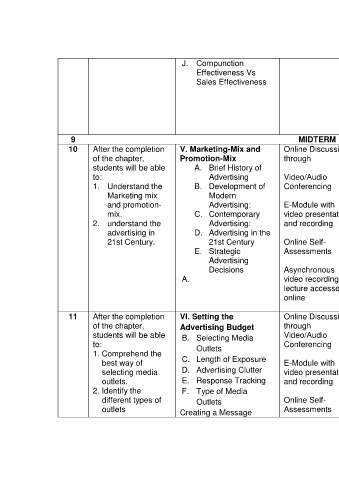 J. Compunction
Effectiveness Vs
Sales Effectiveness
9
MIDTERM
10
After the completion
of the chapter,
students will be able
to:
1. Understand the
Marketing mix
and promotion-
mix.
2. understand the
advertising in
21st Century.
V. Marketing-Mix and
Promotion-Mix
A. Brief History of
Advertising
B. Development of
Modern
Advertising:
C. Contemporary
Advertising:
D. Advertising in the
21st Century
E. Strategic
Advertising
Decisions
A.
Online Discussi
through
Video/Audio
Conferencing
E-Module with
video presentat
and recording
Online Self-
Assessments
Asynchronous
video recording
lecture accesse
online
11
After the completion
of the chapter,
students will be able
to:
1. Comprehend the
best way of
selecting media
outlets.
2. Identify the
different types of
outlets
VI. Setting the
Advertising Budget
B. Selecting Media
Outlets
C. Length of Exposure
D. Advertising Clutter
E. Response Tracking
F. Type of Media
Outlets
Creating a Message
Online Discussi
through
Video/Audio
Conferencing
E-Module with
video presentat
and recording
Online Self-
Assessments